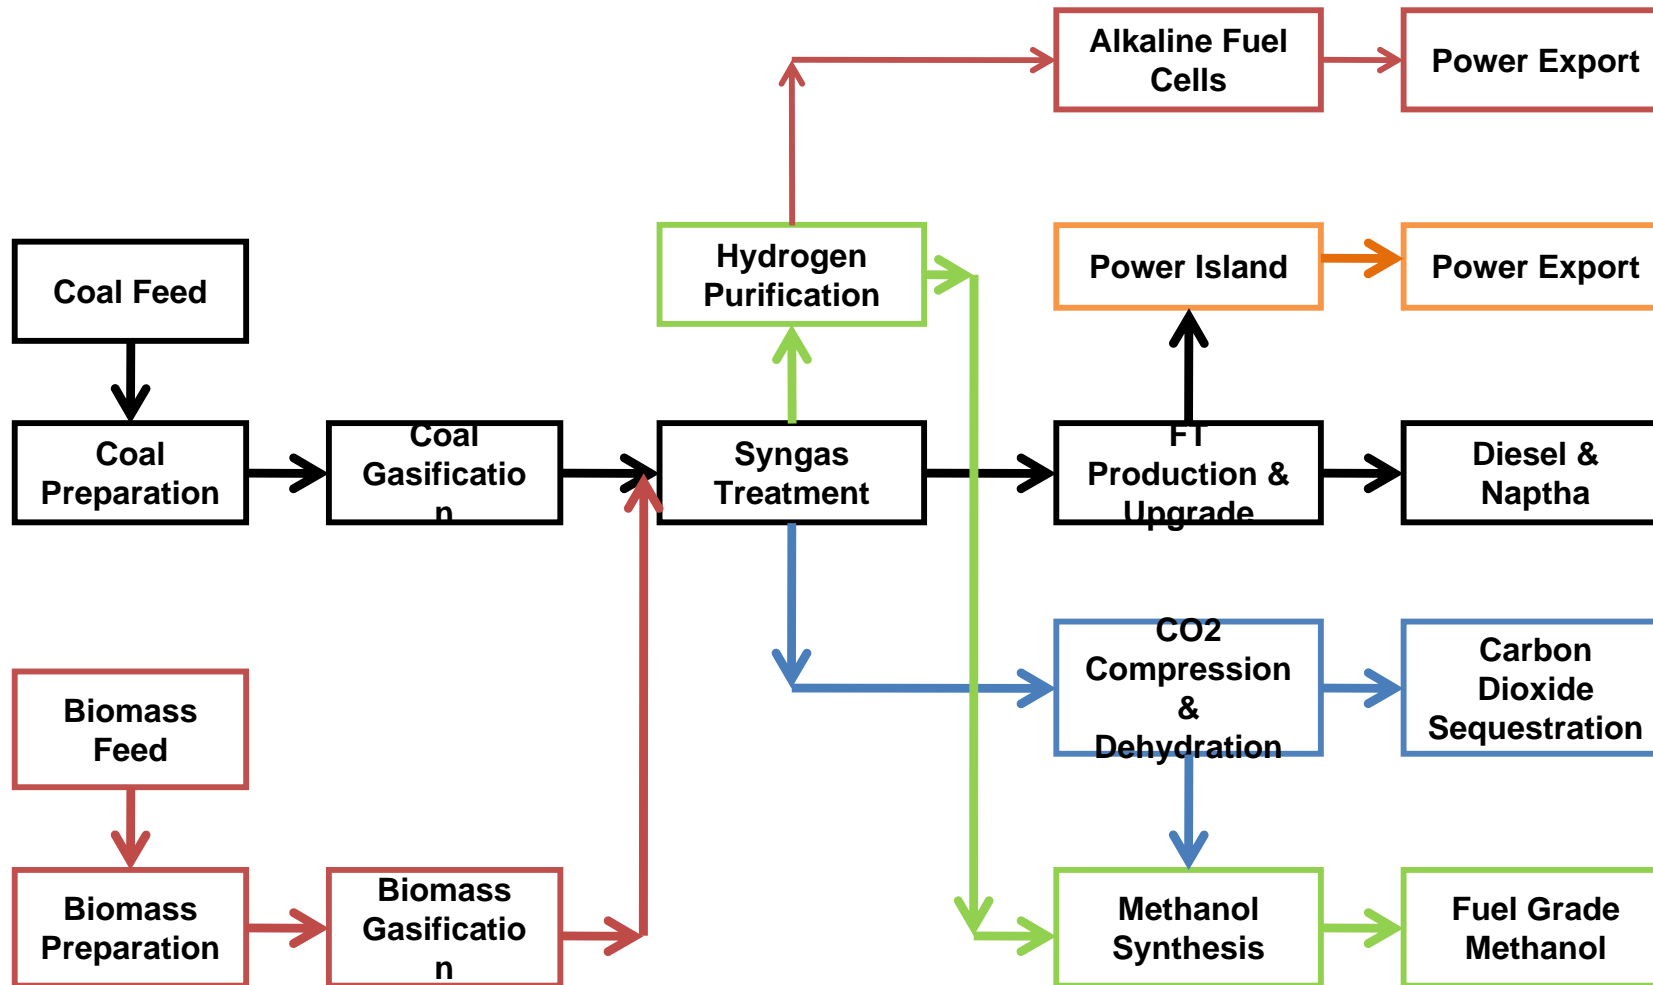 Alkaline Fuel
Cells
Power Export
Hydrogen
Purification
Power Island
Power Export
Coal Feed
Coal
Preparation
Coal
Gasificatio
n
Syngas
Treatment
FT
Production &
Upgrade
Diesel &
Naptha
CO2
Compression
&
Dehydration
Carbon
Dioxide
Sequestration
Biomass
Feed
Biomass
Preparation
Biomass
Gasificatio
n
Methanol
Synthesis
Fuel Grade
Methanol